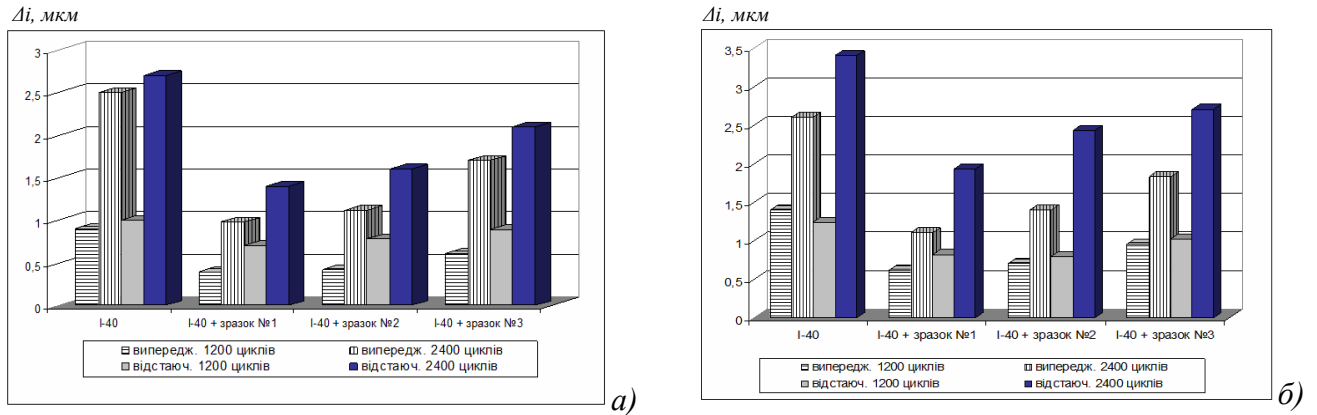 Δi, мкм
3
2,5
2
1,5
1
0,5
0
І-40 І-40 + зразок №1 І-40 + зразок №2 І-40 + зразок №3
випередж. 1200 циклів випередж. 2400 циклів
відстаюч. 1200 циклів відстаюч. 2400 циклів
а)
Δi, мкм
3,5
3
2,5
2
1,5
1
0,5
0
І-40 І-40 + зразок №1 І-40 + зразок №2 І-40 + зразок №3
випередж. 1200 циклів випередж. 2400 циклів
відстаюч. 1200 циклів відстаюч. 2400 циклів
б)